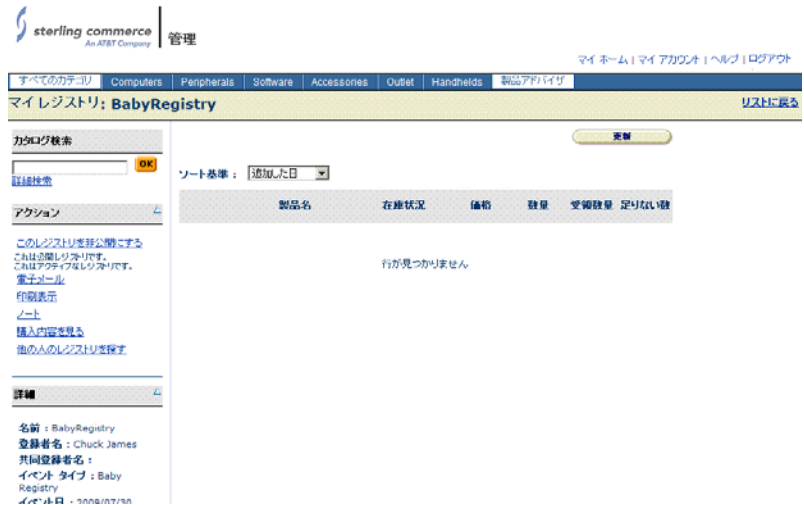 sterling commerce
An AT&T Company
管理
マイ ホーム | マイ アカウント | ヘルプ | ログアウト
すべてのカテゴリ Computers Peripherals Software Accessories Outlet Handhelds 製品アドバイザ
マイ レジストリ: BabyRegistry リストに戻る
カタログ検索
更新
OK
詳細検索
ソート基準 : 追加した日
アクション
製品名 在庫状況 価格 数量 受領数量 足りない数
このレジストリを非公開にする
これは公開レジストリです。
これはアクティブなレジストリです。
行が見つかりません
電子メール
印刷表示
ノート
購入内容を見る
他の人のレジストリを探す
詳細
名前 : BabyRegistry
登録者名 : Chuck James
共同登録者名 :
イベント タイプ : Baby
Registry
イベント日 : 2009/07/30